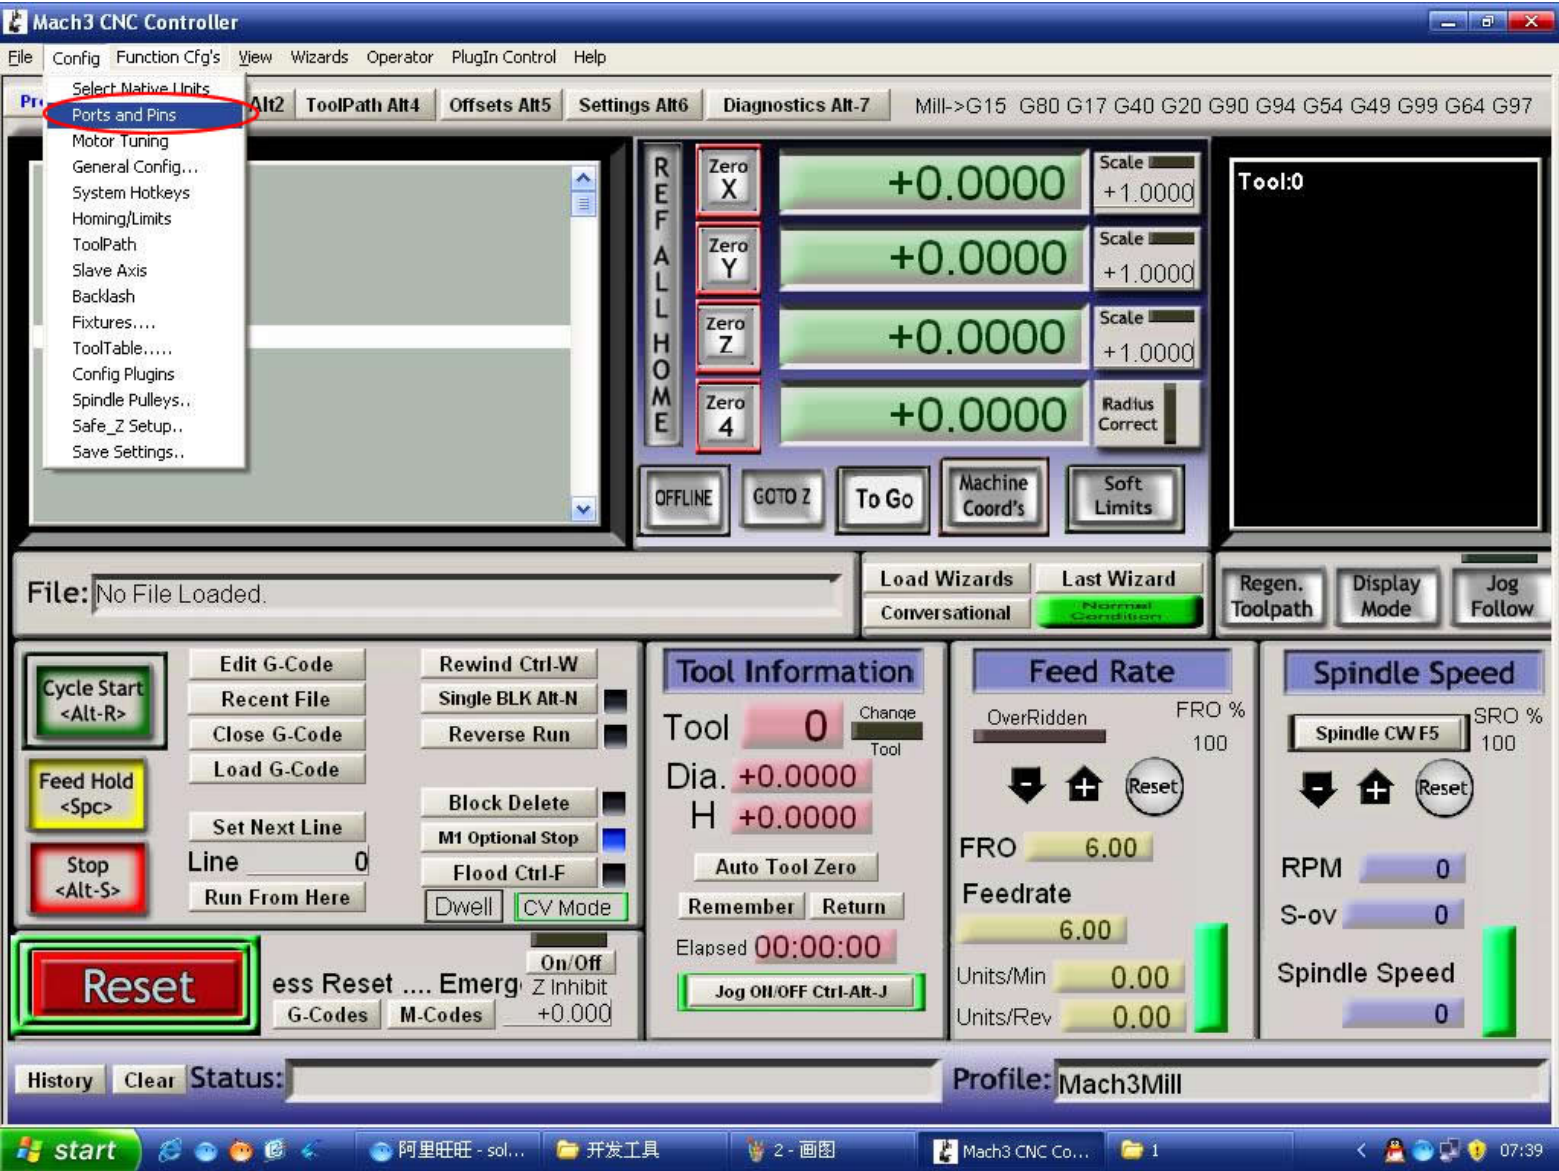 Mach3 CNC Controller
File Config Function Cfg's View Wizards Operator PlugIn Control Help
Select Native Units
Ports and Pins
Motor Tuning
General Config...
System Hotkeys
Homing/Limits
ToolPath
Slave Axis
Backlash
Fixtures....
ToolTable.....
Config Plugins
Spindle Pulleys..
Safe_Z Setup..
Save Settings..
Alt2 ToolPath Alt4 Offsets Alt5 Settings Alt6 Diagnostics Alt-7 Mill->G15 G80 G17 G40 G20 G90 G94 G54 G49 G99 G64 G97
REF ALL HOME
Zero X +0.0000 Scale +1.0000
Zero Y +0.0000 Scale +1.0000
Zero Z +0.0000 Scale +1.0000
Zero 4 +0.0000 Radius Correct
OFFLINE GOTO Z To Go Machine Coord's Soft Limits
Tool:0
File: No File Loaded.
Load Wizards Last Wizard
Conversational Normal Condition
Regen. Toolpath Display Mode Jog Follow
Cycle Start <Alt-R>
Feed Hold <Spc>
Stop <Alt-S>
Edit G-Code
Recent File
Close G-Code
Load G-Code
Set Next Line
Line 0
Run From Here
Rewind Ctrl-W
Single BLK Alt-N
Reverse Run
Block Delete
M1 Optional Stop
Flood Ctrl-F
Dwell CV Mode
Reset
ess Reset .... Emerg
On/Off
Z Inhibit
+0.000
G-Codes M-Codes
Tool Information
Tool 0 Change Tool
Dia. +0.0000
H +0.0000
Auto Tool Zero
Remember Return
Elapsed 00:00:00
Jog ON/OFF Ctrl-Alt-J
Feed Rate
OverRidden FRO %
100
Reset
FRO 6.00
Feedrate
6.00
Units/Min 0.00
Units/Rev 0.00
Spindle Speed
Spindle CW F5 SRO %
100
Reset
RPM 0
S-ov 0
Spindle Speed
0
History Clear Status: Profile: Mach3Mill
start 阿里旺旺 - sol... 开发工具 2 - 画图 Mach3 CNC Co... 1 07:39